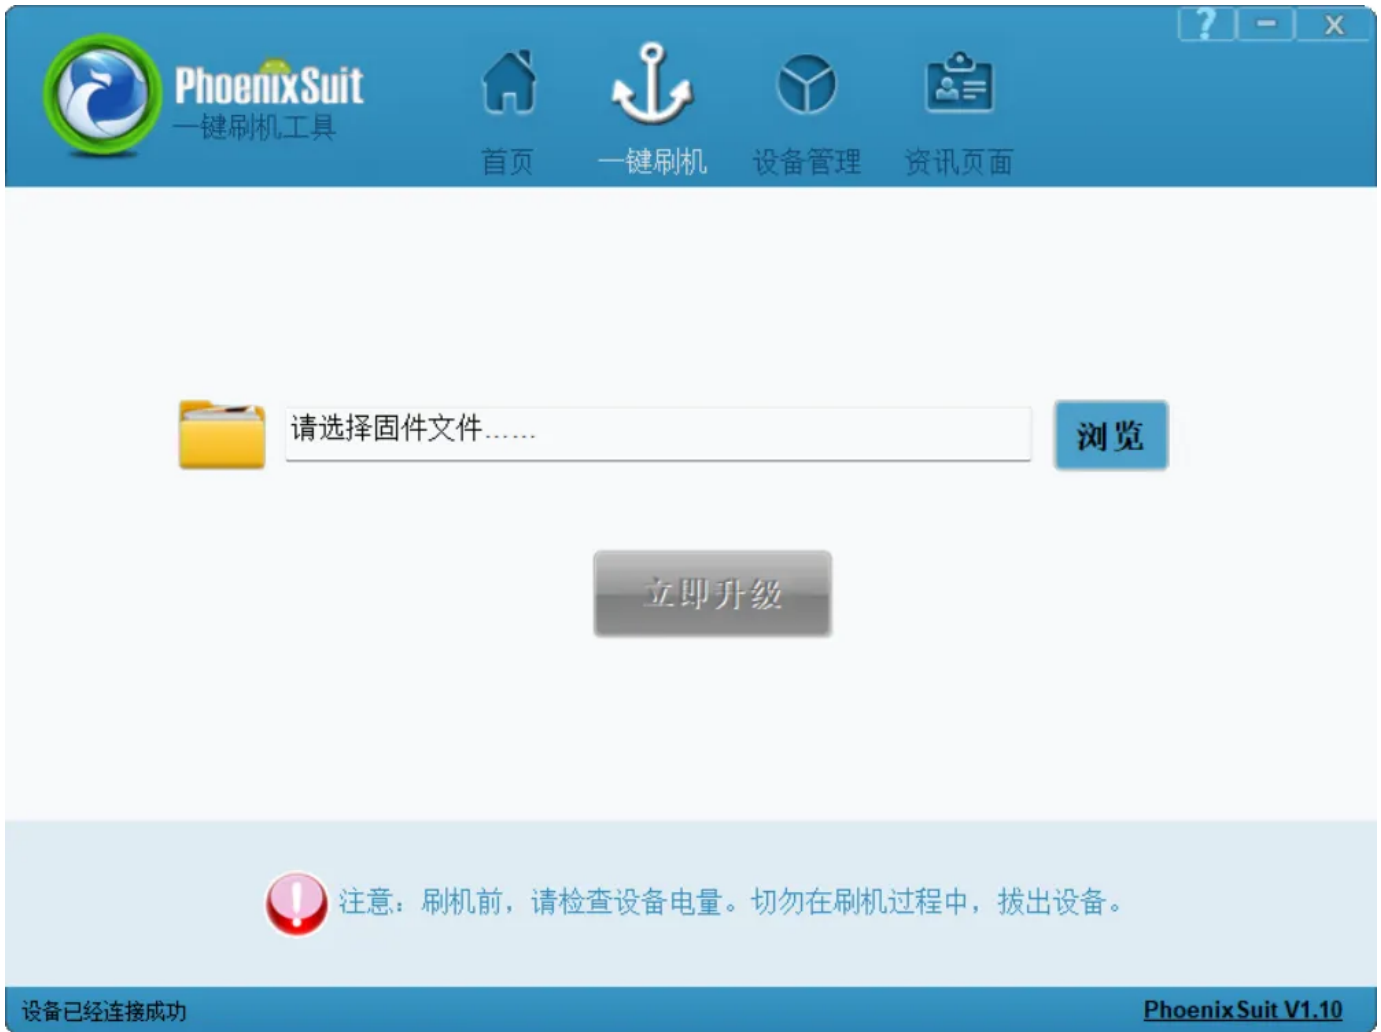 ? - X
PhoenixSuit
一键刷机工具
首页 一键刷机 设备管理 资讯页面
请选择固件文件......
浏览
立即升级
注意：刷机前，请检查设备电量。切勿在刷机过程中，拔出设备。
设备已经连接成功
PhoenixSuit V1.10